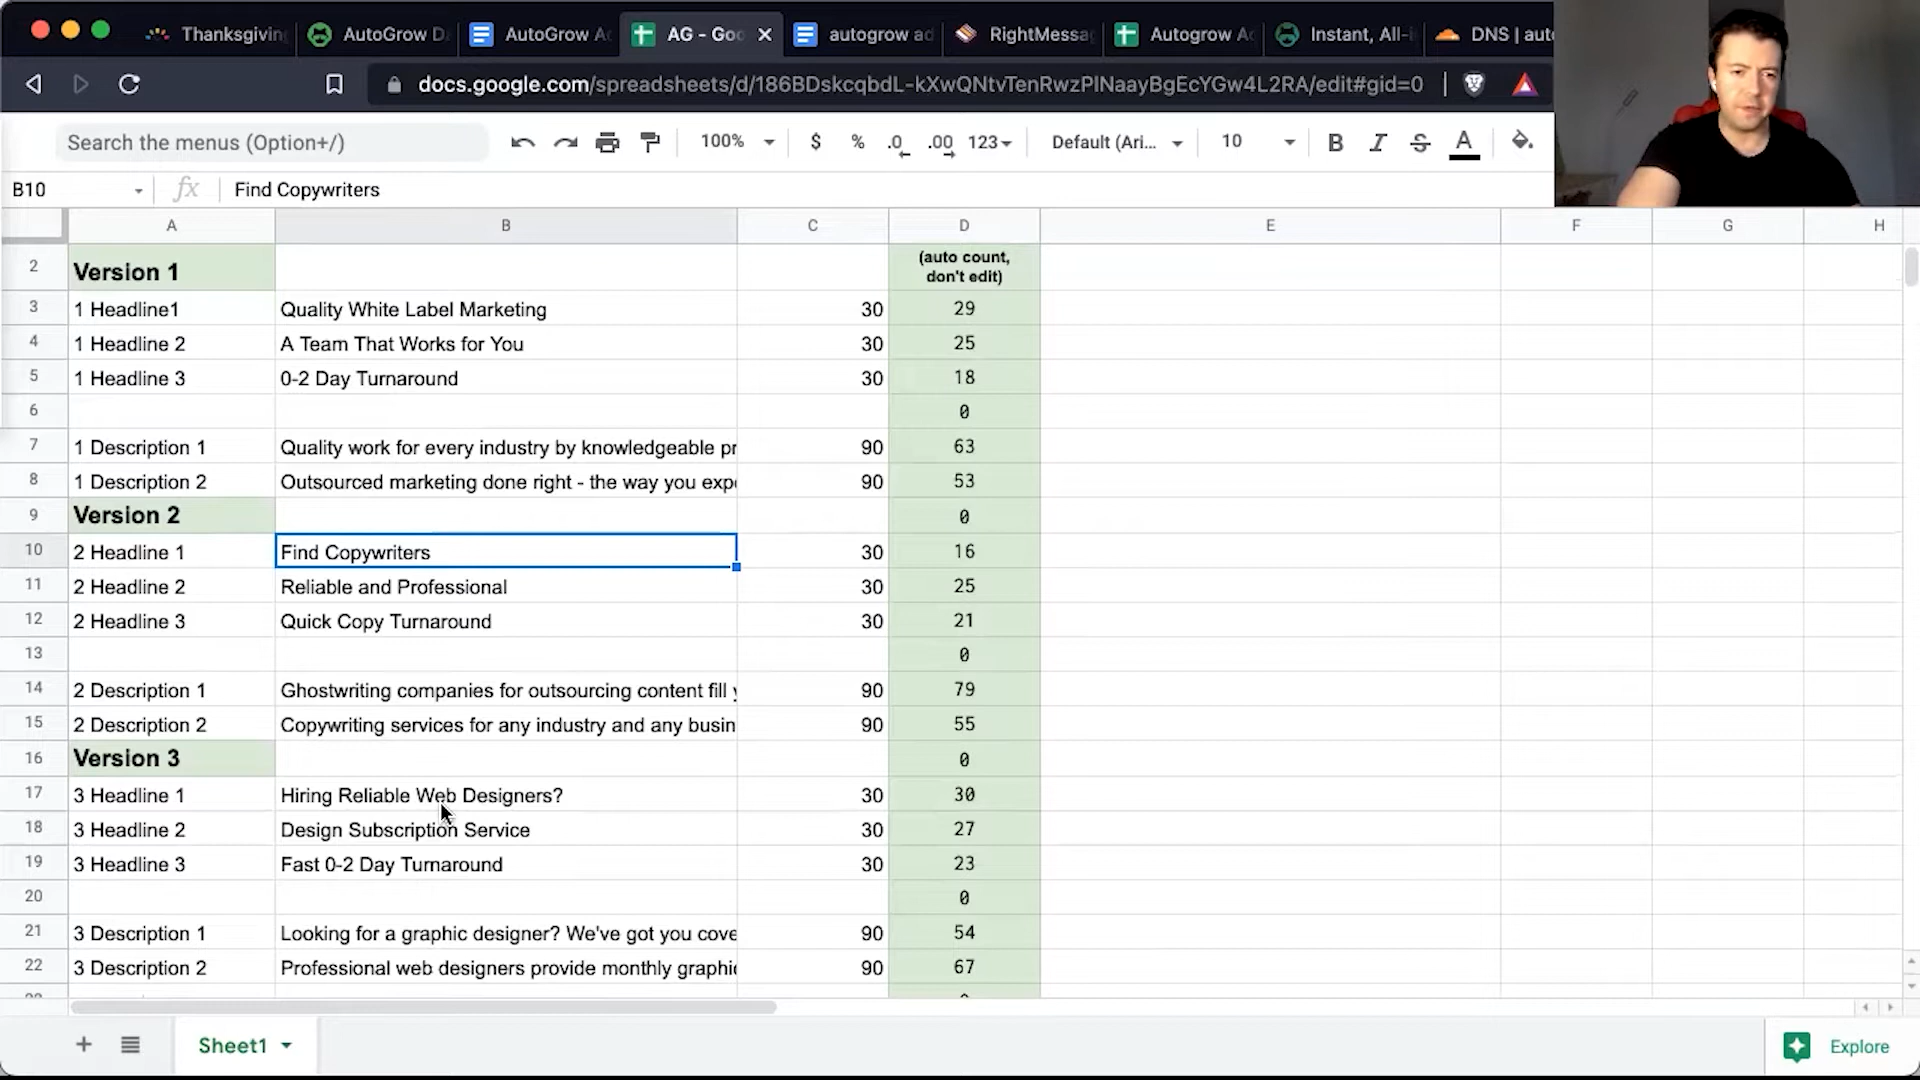 Thanksgiving AutoGrow D AutoGrow Ac AG - Goo autogrow ad RightMessa Autogrow Ac Instant, All-i DNS | auto
docs.google.com/spreadsheets/d/186BDskcqbdL-kXwQNtvTenRwzPlNaayBgEcYGw4L2RA/edit#gid=0
Search the menus (Option+/) 100% $ % .0 .00 123 Default (Ari... 10 B I S A
B10 fx Find Copywriters
A B C D E F G H
2 Version 1 (auto count,
don't edit)
3 1 Headline1 Quality White Label Marketing 30 29
4 1 Headline 2 A Team That Works for You 30 25
5 1 Headline 3 0-2 Day Turnaround 30 18
6 0
7 1 Description 1 Quality work for every industry by knowledgeable pr 90 63
8 1 Description 2 Outsourced marketing done right - the way you expe 90 53
9 Version 2 0
10 2 Headline 1 Find Copywriters 30 16
11 2 Headline 2 Reliable and Professional 30 25
12 2 Headline 3 Quick Copy Turnaround 30 21
13 0
14 2 Description 1 Ghostwriting companies for outsourcing content fill y 90 79
15 2 Description 2 Copywriting services for any industry and any busin 90 55
16 Version 3 0
17 3 Headline 1 Hiring Reliable Web Designers? 30 30
18 3 Headline 2 Design Subscription Service 30 27
19 3 Headline 3 Fast 0-2 Day Turnaround 30 23
20 0
21 3 Description 1 Looking for a graphic designer? We've got you cove 90 54
22 3 Description 2 Professional web designers provide monthly graphic 90 67
Sheet1 Explore